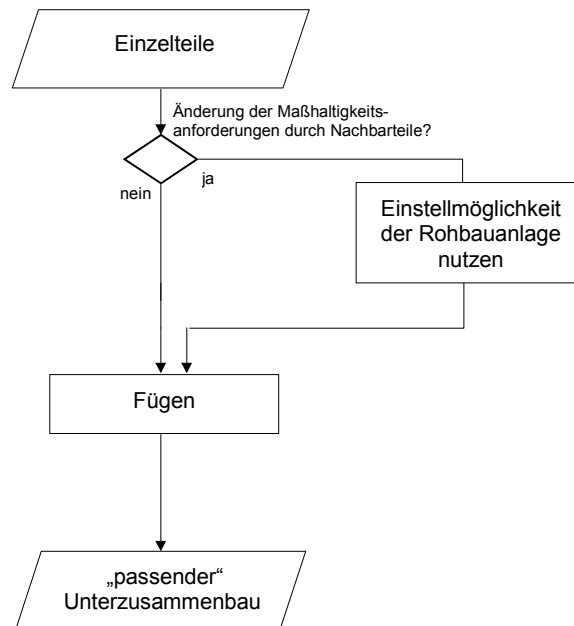 Einzelteile
Änderung der Maßhaltigkeits-
anforderungen durch Nachbarteile?
nein
ja
Einstellmöglichkeit
der Rohbauanlage
nutzen
Fügen
„passender“
Unterzusammenbau